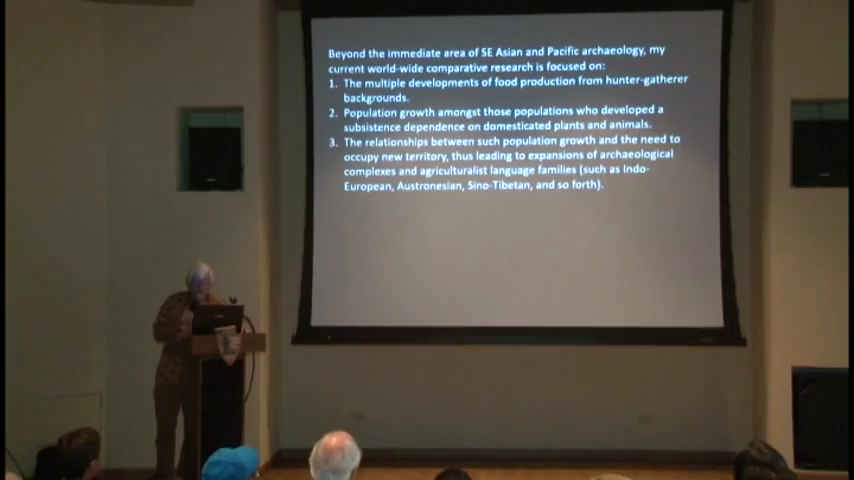 Beyond the immediate area of SE Asian and Pacific archaeology, my
current world-wide comparative research is focused on:
1. The multiple developments of food production from hunter-gatherer
backgrounds.
2. Population growth amongst those populations who developed a
subsistence dependence on domesticated plants and animals.
3. The relationships between such population growth and the need to
occupy new territory, thus leading to expansions of archaeological
complexes and agriculturalist language families (such as Indo-
European, Austronesian, Sino-Tibetan, and so forth).